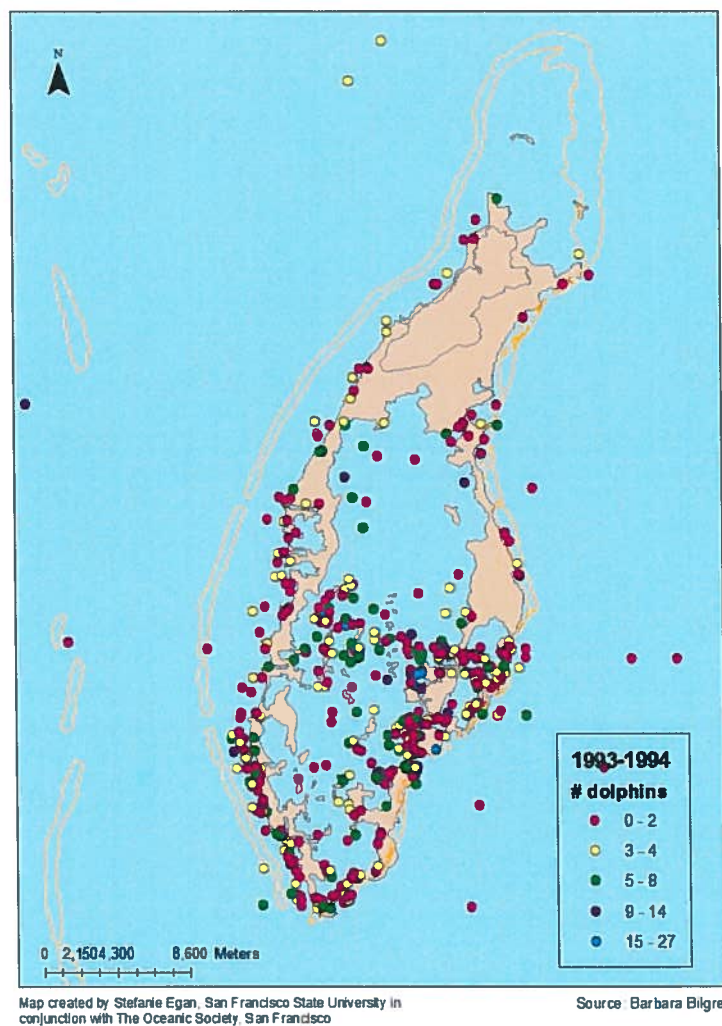 N
1993-1994
# dolphins
0 - 2
3 - 4
5 - 8
9 - 14
15 - 27
0 2,1504,300 8,600 Meters
Map created by Stefanie Egan, San Francisco State University in
conjunction with The Oceanic Society, San Francisco
Source: Barbara Bilgre